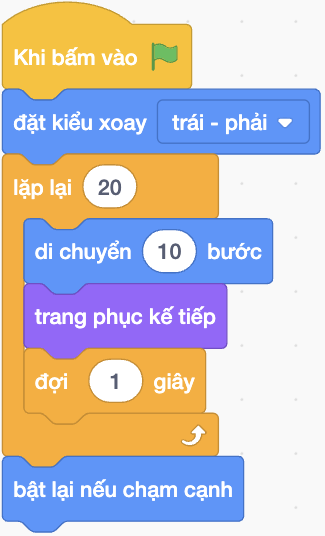 Khi bấm vào
đặt kiểu xoay trái - phải
lặp lại 20
di chuyển 10 bước
trang phục kế tiếp
đợi 1 giây
bật lại nếu chạm cạnh